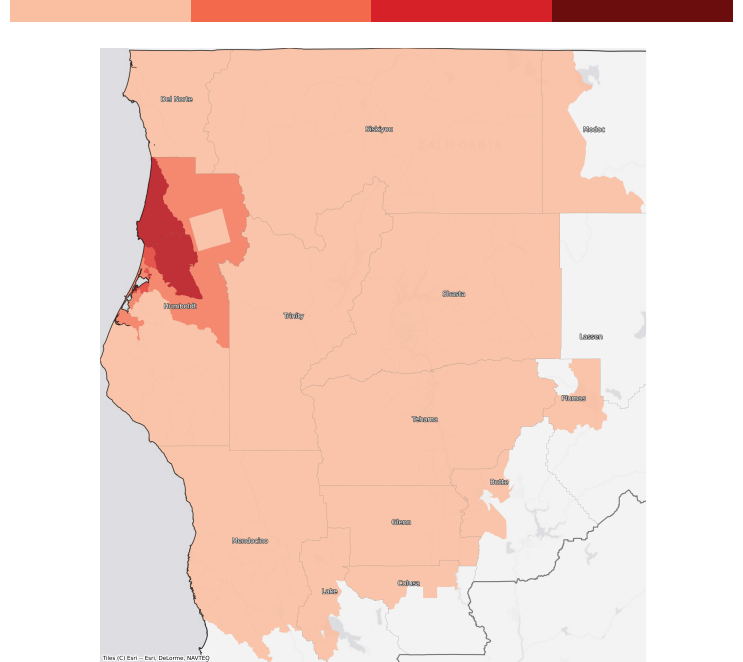 Del Norte
Siskiyou
Modoc
CALIFORNIA
Shasta
Humboldt
Trinity
Lassen
Plumas
Tehama
Butte
Glenn
Mendocino
Colusa
Lake
Tiles (C) Esri -- Esri, DeLorme, NAVTEQ